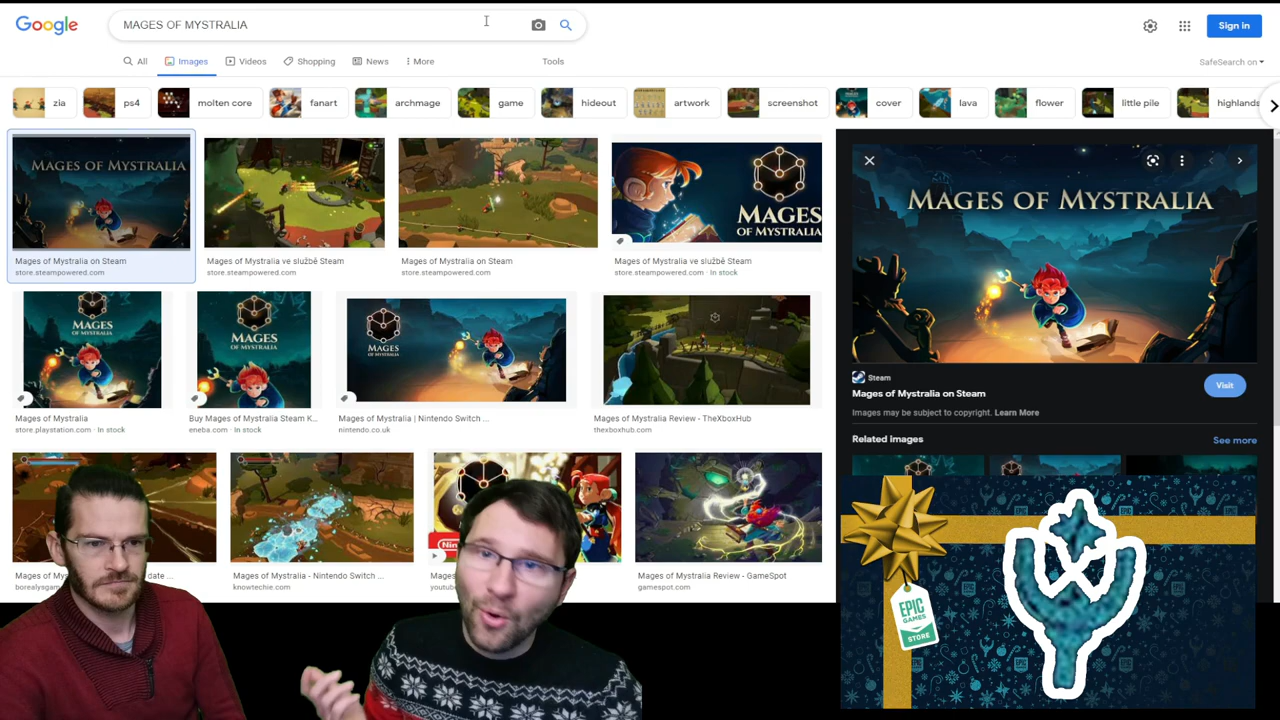 Google
MAGES OF MYSTRALIA
Sign in
All
Images
Videos
Shopping
News
More
Tools
SafeSearch on
zia
ps4
molten core
fanart
archmage
game
hideout
artwork
screenshot
cover
lava
flower
little pile
highlands
MAGES OF MYSTRALIA
Mages of Mystralia on Steam
store.steampowered.com
Mages of Mystralia ve službě Steam
store.steampowered.com
Mages of Mystralia on Steam
store.steampowered.com
MAGES
OF MYSTRALIA
Mages of Mystralia ve službě Steam
store.steampowered.com · In stock
MAGES
OF MYSTRALIA
Mages of Mystralia
store.playstation.com · In stock
MAGES
OF MYSTRALIA
Buy Mages of Mystralia Steam K...
eneba.com · In stock
MAGES
OF MYSTRALIA
Mages of Mystralia | Nintendo Switch ...
nintendo.co.uk
Mages of Mystralia Review - TheXboxHub
thexboxhub.com
Mages of My
date ...
borealysgam
Mages of Mystralia - Nintendo Switch ...
knowtechie.com
Nin
Mages
youtub
Mages of Mystralia Review - GameSpot
gamespot.com
MAGES OF MYSTRALIA
Steam
Mages of Mystralia on Steam
Visit
Images may be subject to copyright. Learn More
Related images
See more
EPIC
GAMES
STORE